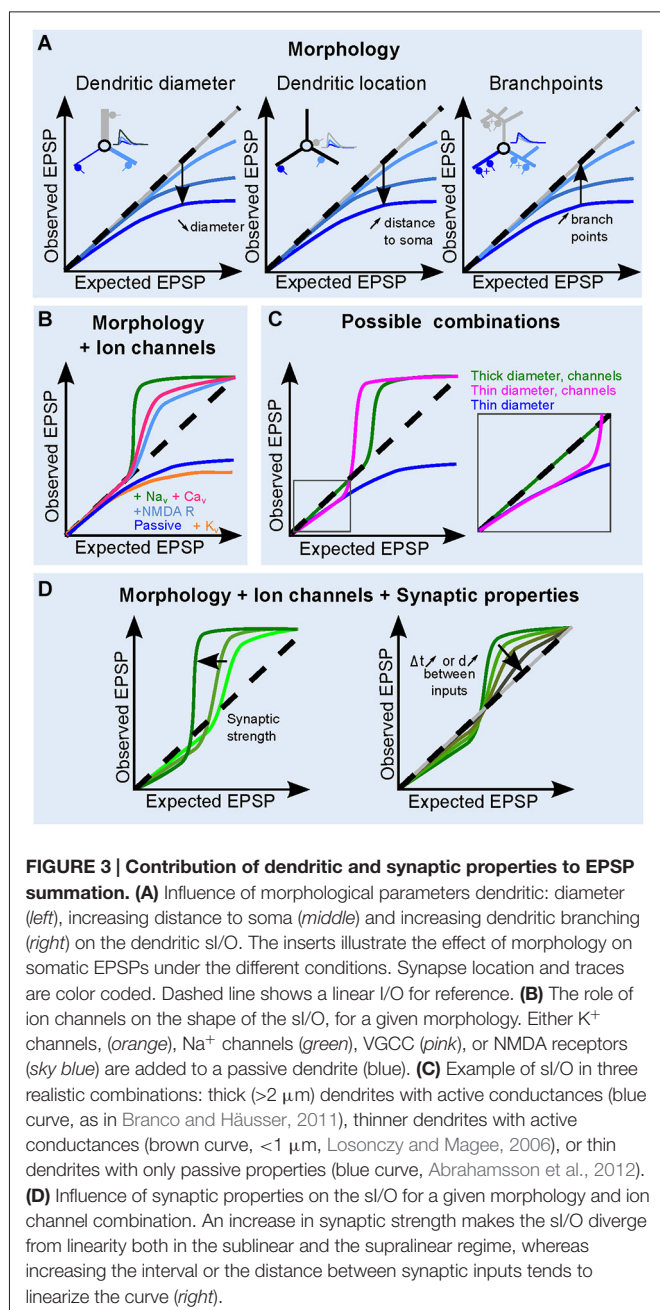 A
Morphology
Dendritic diameter
Dendritic location
Branchpoints
Observed EPSP
↘ diameter
Expected EPSP
Observed EPSP
↗ distance
to soma
Expected EPSP
Observed EPSP
↗ branch
points
Expected EPSP
B
Morphology
+ Ion channels
Observed EPSP
+ Naᵥ + Caᵥ
+NMDA R
Passive + Kᵥ
Expected EPSP
C
Possible combinations
Observed EPSP
Thick diameter, channels
Thin diameter, channels
Thin diameter
Expected EPSP
D
Morphology + Ion channels + Synaptic properties
Observed EPSP
Synaptic
strength
Expected EPSP
Observed EPSP
Δt↗ or d↗
between
inputs
Expected EPSP
FIGURE 3 | Contribution of dendritic and synaptic properties to EPSP
summation. (A) Influence of morphological parameters dendritic: diameter
(left), increasing distance to soma (middle) and increasing dendritic branching
(right) on the dendritic sI/O. The inserts illustrate the effect of morphology on
somatic EPSPs under the different conditions. Synapse location and traces
are color coded. Dashed line shows a linear I/O for reference. (B) The role of
ion channels on the shape of the sI/O, for a given morphology. Either K⁺
channels, (orange), Na⁺ channels (green), VGCC (pink), or NMDA receptors
(sky blue) are added to a passive dendrite (blue). (C) Example of sI/O in three
realistic combinations: thick (>2 μm) dendrites with active conductances (blue
curve, as in Branco and Häusser, 2011), thinner dendrites with active
conductances (brown curve, <1 μm, Losonczy and Magee, 2006), or thin
dendrites with only passive properties (blue curve, Abrahamsson et al., 2012).
(D) Influence of synaptic properties on the sI/O for a given morphology and ion
channel combination. An increase in synaptic strength makes the sI/O diverge
from linearity both in the sublinear and the supralinear regime, whereas
increasing the interval or the distance between synaptic inputs tends to
linearize the curve (right).